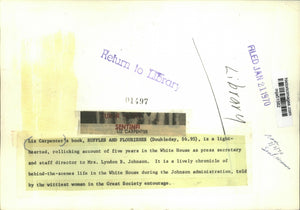 Return to Library
Library
FILED JAN 21 1970
01497
Liz Carpenter's book, RUFFLES AND FLOURISHES (Doubleday, $6.95), is a light-
hearted, rollicking account of five years in the White House as press secretary
and staff director to Mrs. Lyndon B. Johnson. It is a lively chronicle of
behind-the-scenes life in the White House during the Johnson administration, told
by the wittiest woman in the Great Society entourage.